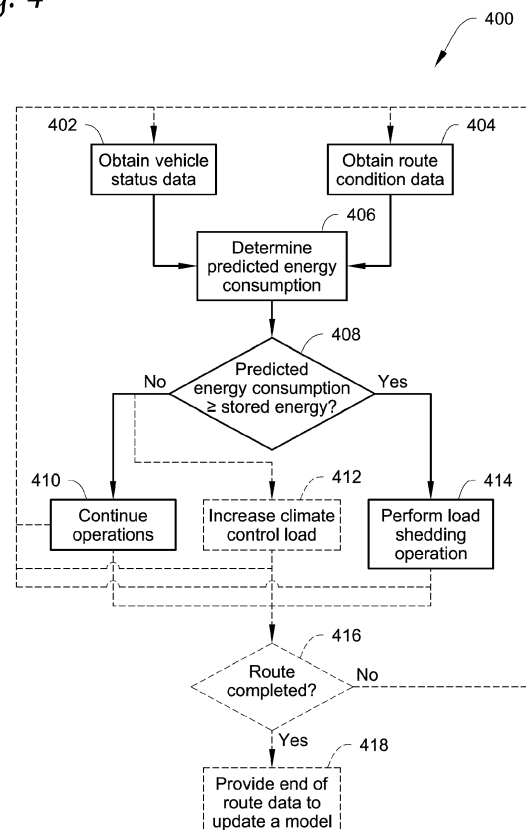 Fig. 4
400
402
404
Obtain vehicle
status data
Obtain route
condition data
406
Determine
predicted energy
consumption
408
Predicted
energy consumption
≥ stored energy?
No
Yes
410
412
414
Continue
operations
Increase climate
control load
Perform load
shedding
operation
416
Route
completed?
No
Yes
418
Provide end of
route data to
update a model